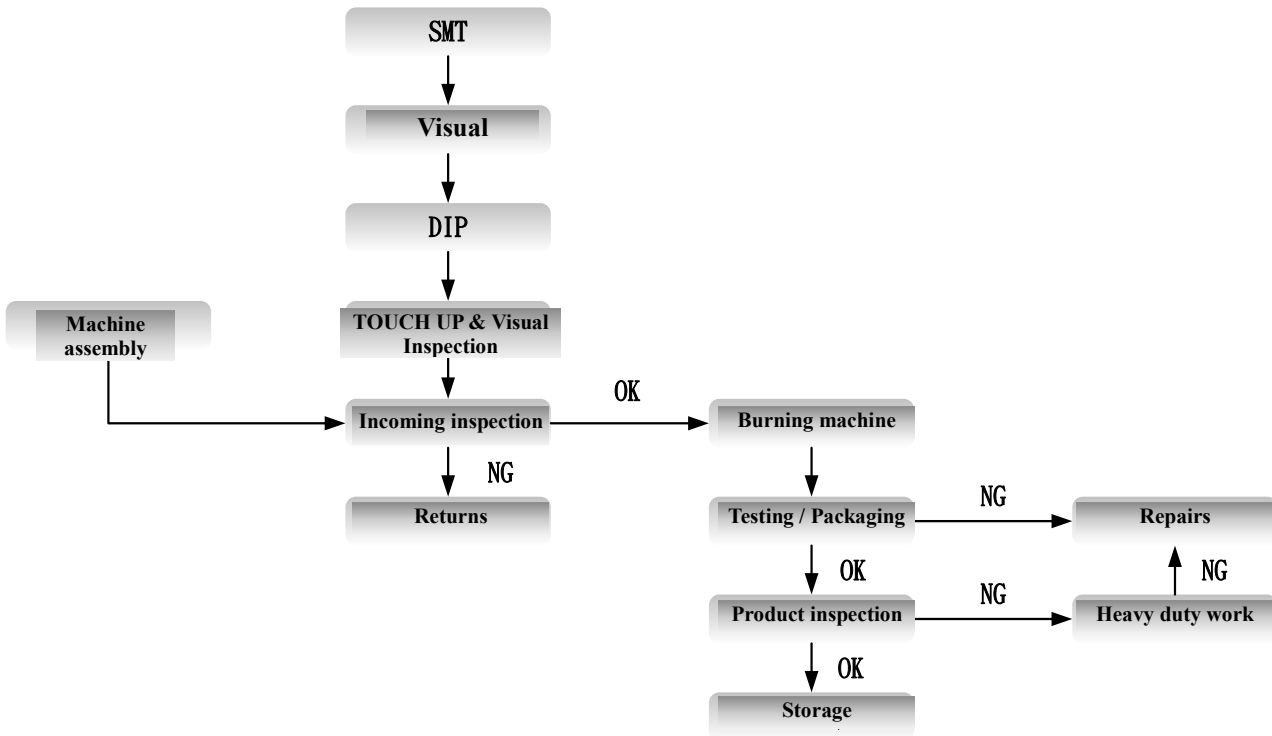 SMT
Visual
DIP
TOUCH UP & Visual
Inspection
Machine
assembly
OK
Incoming inspection
Burning machine
NG
Returns
NG
Testing / Packaging
Repairs
OK
NG
NG
Product inspection
Heavy duty work
OK
Storage